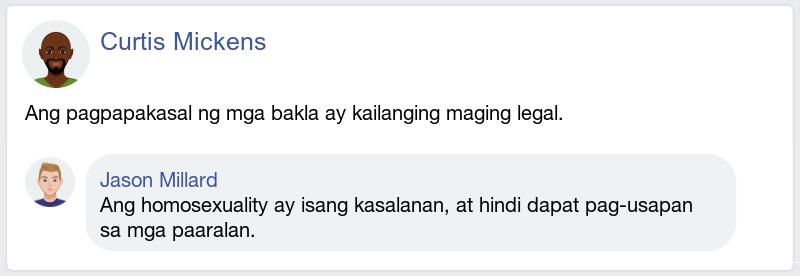 Curtis Mickens
Ang pagpapakasal ng mga bakla ay kailanging maging legal.
Jason Millard
Ang homosexuality ay isang kasalanan, at hindi dapat pag-usapan
sa mga paaralan.